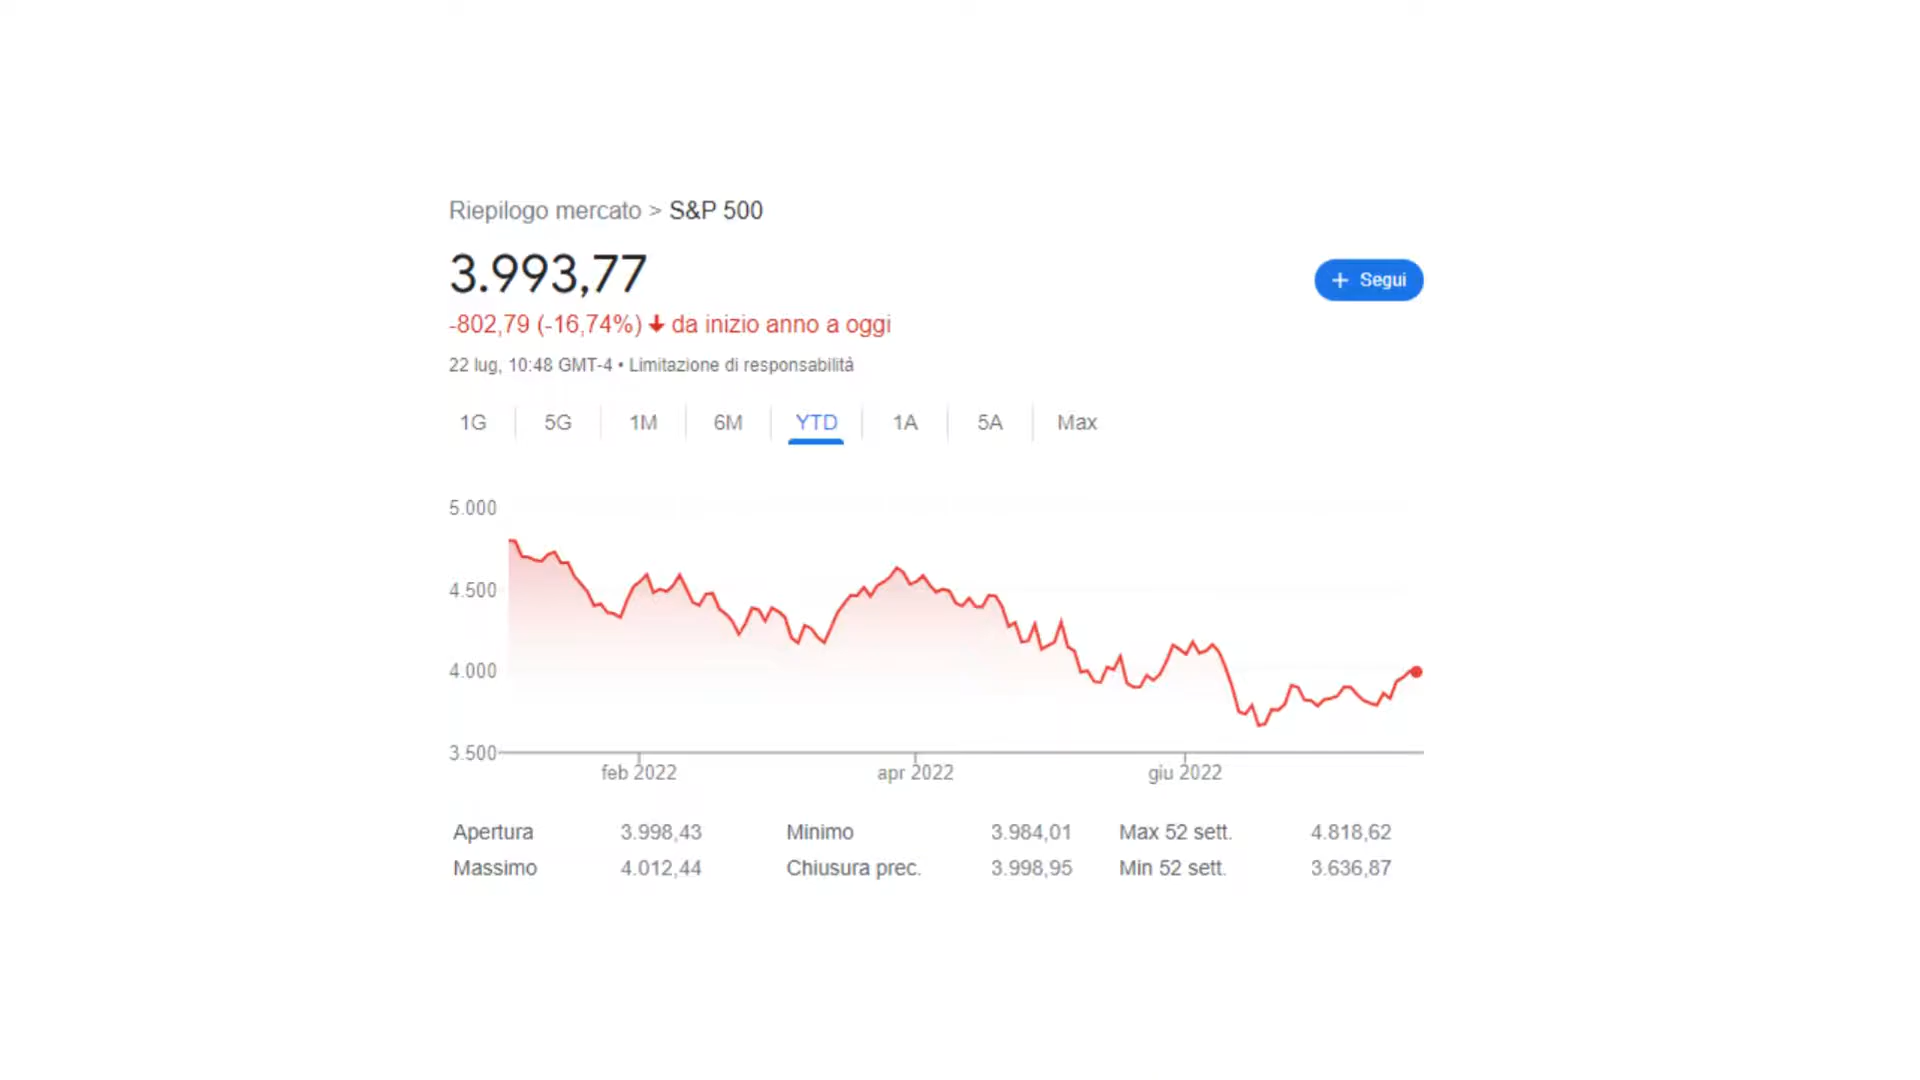 Riepilogo mercato > S&P 500
3.993,77
+ Segui
-802,79 (-16,74%) ↓ da inizio anno a oggi
22 lug, 10:48 GMT-4 • Limitazione di responsabilità
1G 5G 1M 6M YTD 1A 5A Max
5.000
4.500
4.000
3.500
feb 2022 apr 2022 giu 2022
Apertura 3.998,43 Minimo 3.984,01 Max 52 sett. 4.818,62
Massimo 4.012,44 Chiusura prec. 3.998,95 Min 52 sett. 3.636,87